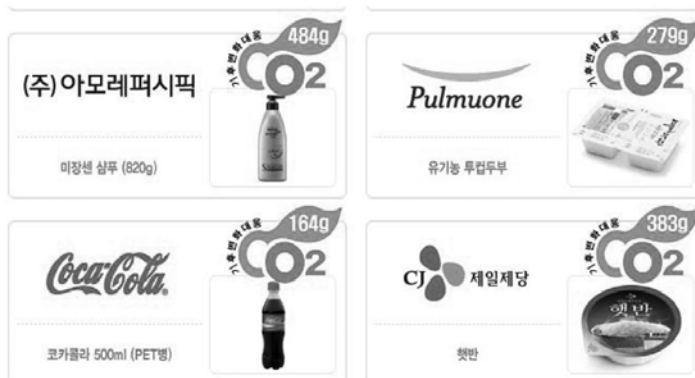 484g
기후변화대응
CO2
(주)아모레퍼시픽
미장센 샴푸 (820g)
279g
기후변화대응
CO2
Pulmuone
유기농 투컵두부
164g
기후변화대응
CO2
Coca-Cola
코카콜라 500ml (PET병)
383g
기후변화대응
CO2
CJ 제일제당
햇반
햇반